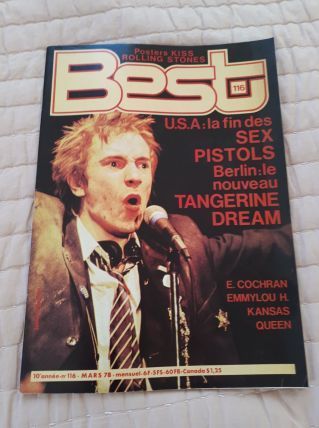 Posters KISS
ROLLING STONES
Best
116
U.S.A: la fin des
SEX
PISTOLS
Berlin: le
nouveau
TANGERINE
DREAM
E. COCHRAN
EMMYLOU H.
KANSAS
QUEEN
10e année - nº 116 - MARS 78 - mensuel - 6F - 5FS - 60FB - Canada $1,25